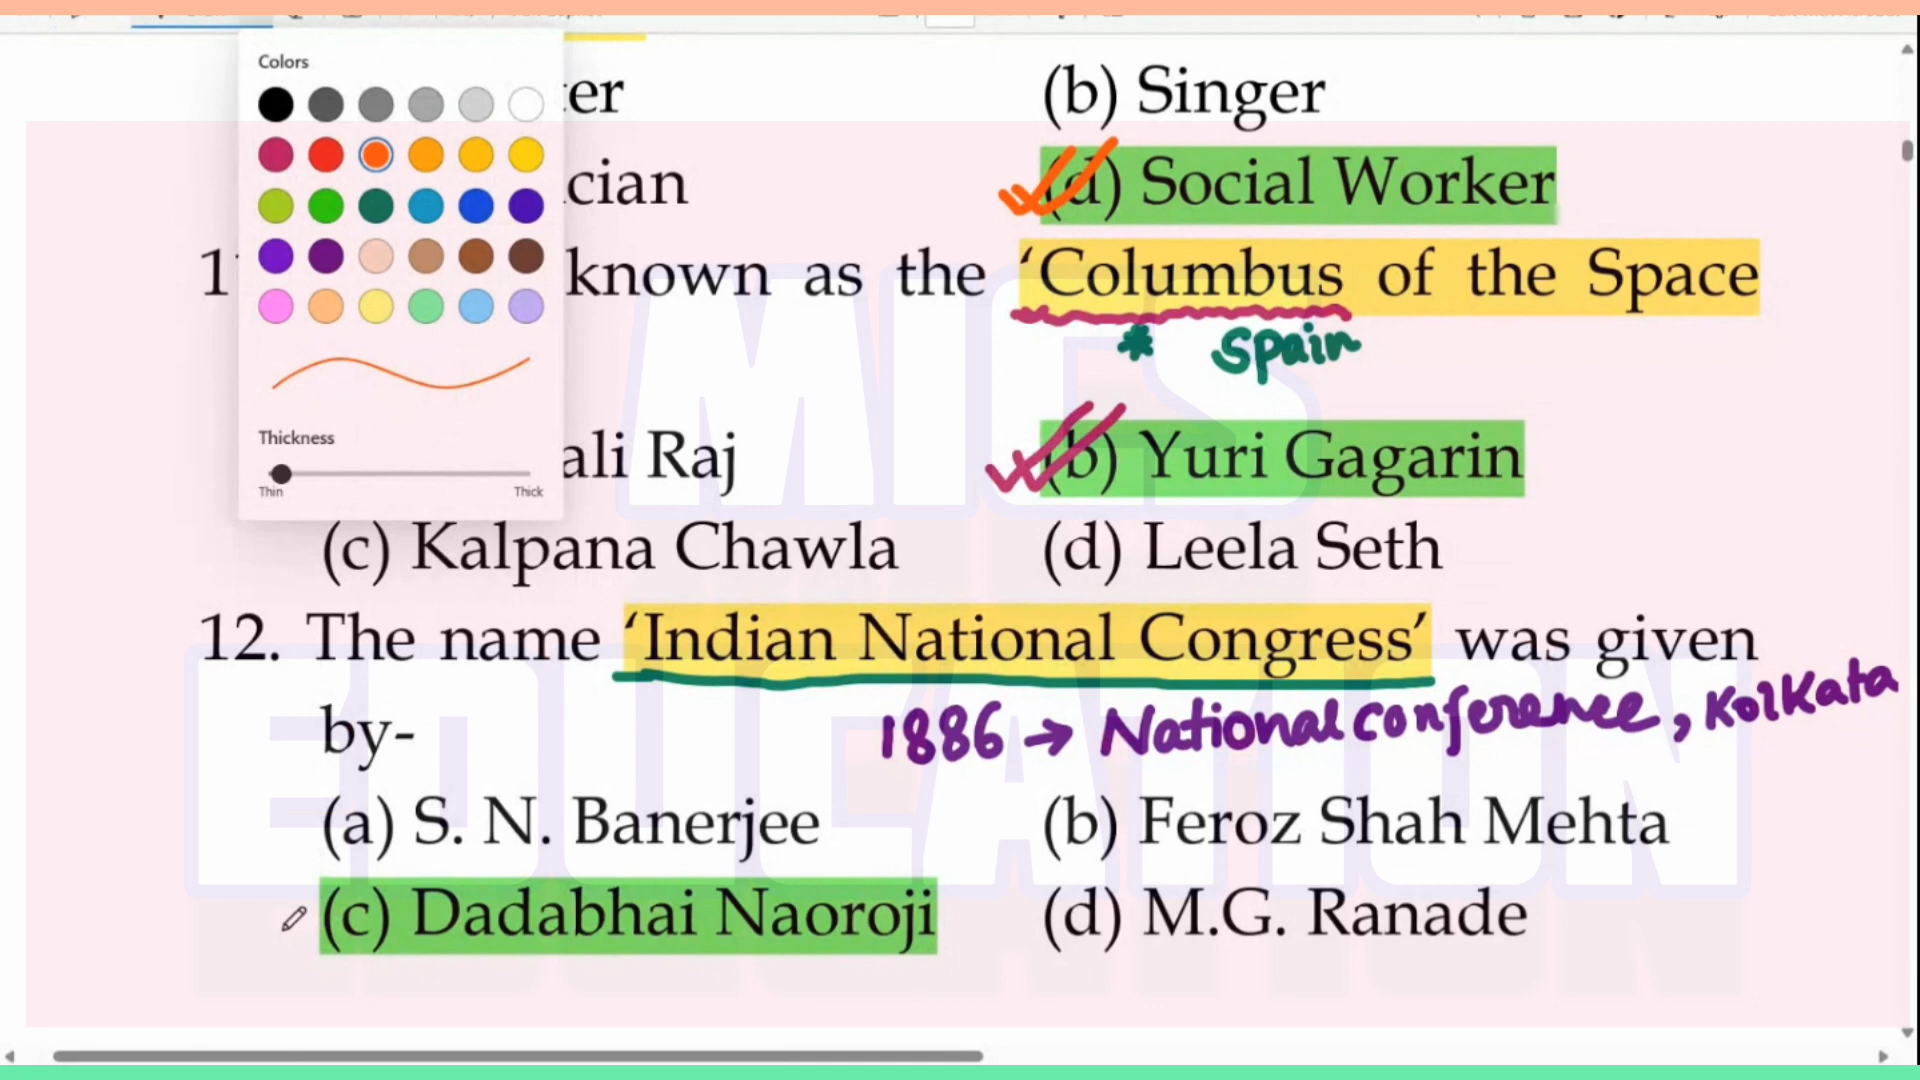 Colors
er
(b) Singer
cian
(d) Social Worker
known as the ‘Columbus of the Space
* Spain
Thickness
Thin Thick
ali Raj
(b) Yuri Gagarin
(c) Kalpana Chawla
(d) Leela Seth
12. The name ‘Indian National Congress’ was given
by-
1886 → National conference, Kolkata
(a) S. N. Banerjee
(b) Feroz Shah Mehta
(c) Dadabhai Naoroji
(d) M.G. Ranade
MICS
EDUCATION